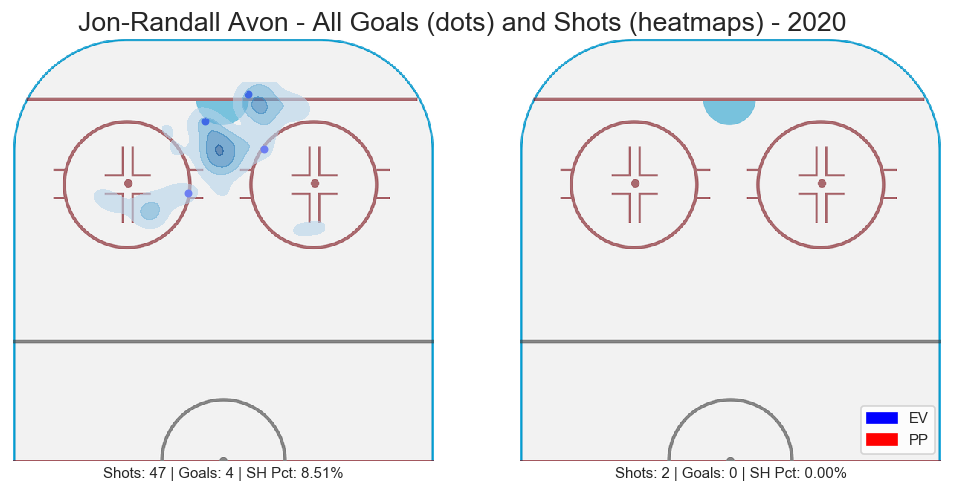 Jon-Randall Avon - All Goals (dots) and Shots (heatmaps) - 2020
EV
PP
Shots: 47 | Goals: 4 | SH Pct: 8.51%
Shots: 2 | Goals: 0 | SH Pct: 0.00%